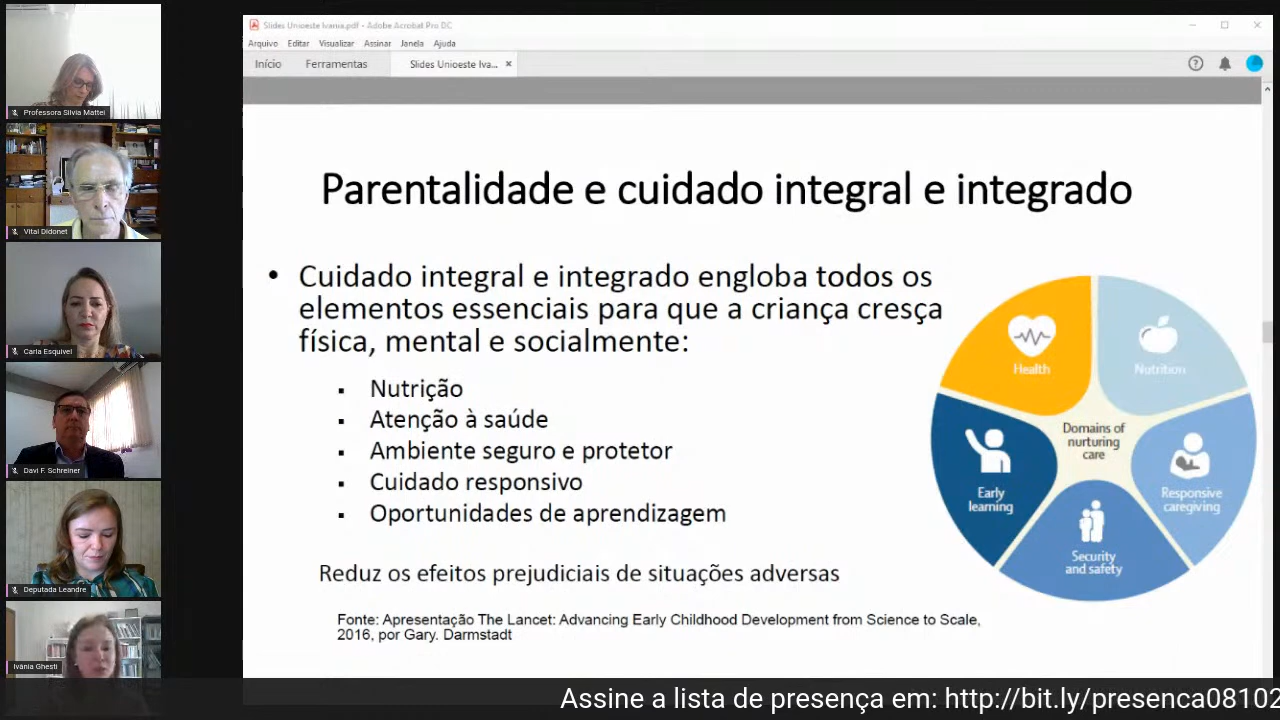 Slides Unioeste Ivania.pdf - Adobe Acrobat Pro DC
Arquivo Editar Visualizar Assinar Janela Ajuda
Início Ferramentas Slides Unioeste Iva... ×
Professora Silvia Mattei
Vital Didonet
Carla Esquivel
Davi F. Schreiner
Deputada Leandre
Ivânia Ghesti
Parentalidade e cuidado integral e integrado
• Cuidado integral e integrado engloba todos os
elementos essenciais para que a criança cresça
física, mental e socialmente:
▪ Nutrição
▪ Atenção à saúde
▪ Ambiente seguro e protetor
▪ Cuidado responsivo
▪ Oportunidades de aprendizagem
Reduz os efeitos prejudiciais de situações adversas
Fonte: Apresentação The Lancet: Advancing Early Childhood Development from Science to Scale,
2016, por Gary. Darmstadt
Health
Nutrition
Domains of
nurturing
care
Early
learning
Responsive
caregiving
Security
and safety
Assine a lista de presença em: http://bit.ly/presenca08102